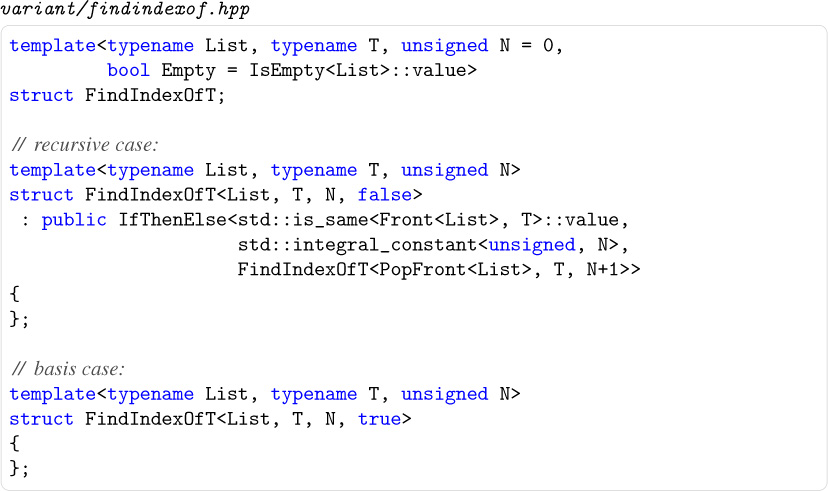 variant/findindexof.hpp
template<typename List, typename T, unsigned N = 0,
         bool Empty = IsEmpty<List>::value>
struct FindIndexOfT;
// recursive case:
template<typename List, typename T, unsigned N>
struct FindIndexOfT<List, T, N, false>
 : public IfThenElse<std::is_same<Front<List>, T>::value,
                     std::integral_constant<unsigned, N>,
                     FindIndexOfT<PopFront<List>, T, N+1>>
{
};
// basis case:
template<typename List, typename T, unsigned N>
struct FindIndexOfT<List, T, N, true>
{
};